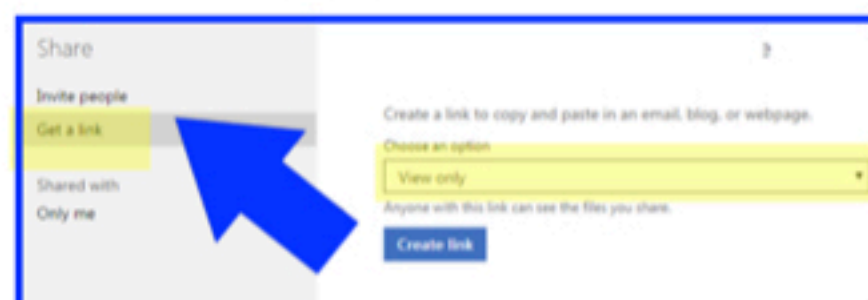 Share
Invite people
Get a link
Shared with
Only me
Create a link to copy and paste in an email, blog, or webpage.
Choose an option
View only
Anyone with this link can see the files you share.
Create link